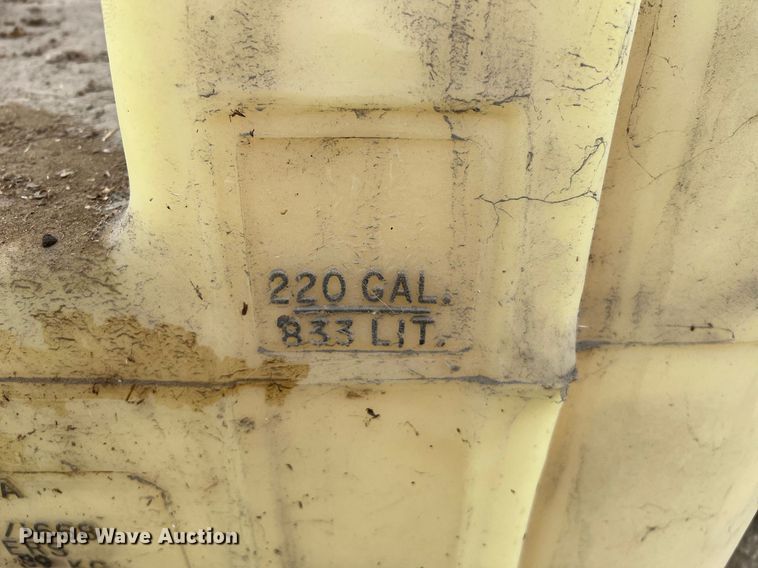 220 GAL.
833 LIT.
A
Purple Wave Auction